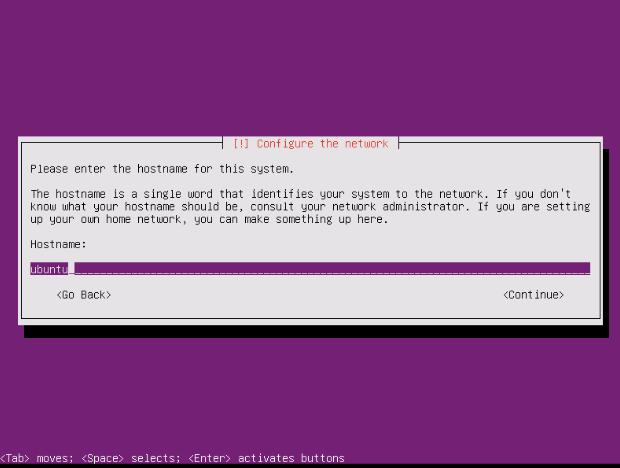 [!] Configure the network
Please enter the hostname for this system.
The hostname is a single word that identifies your system to the network. If you don't
know what your hostname should be, consult your network administrator. If you are setting
up your own home network, you can make something up here.
Hostname:
ubuntu
<Go Back> <Continue>
<Tab> moves; <Space> selects; <Enter> activates buttons